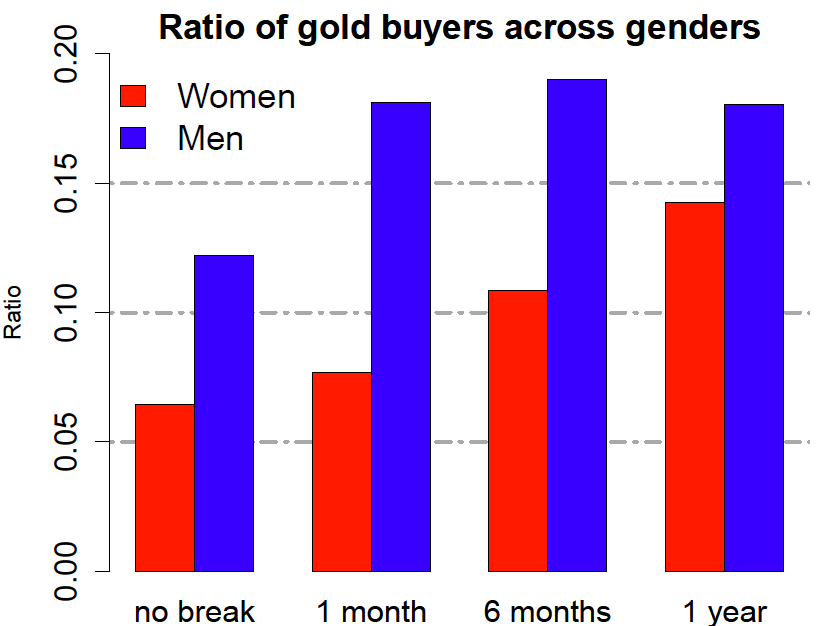 Ratio of gold buyers across genders
Women
Men
0.20
0.15
0.10
0.05
0.00
Ratio
no break
1 month
6 months
1 year